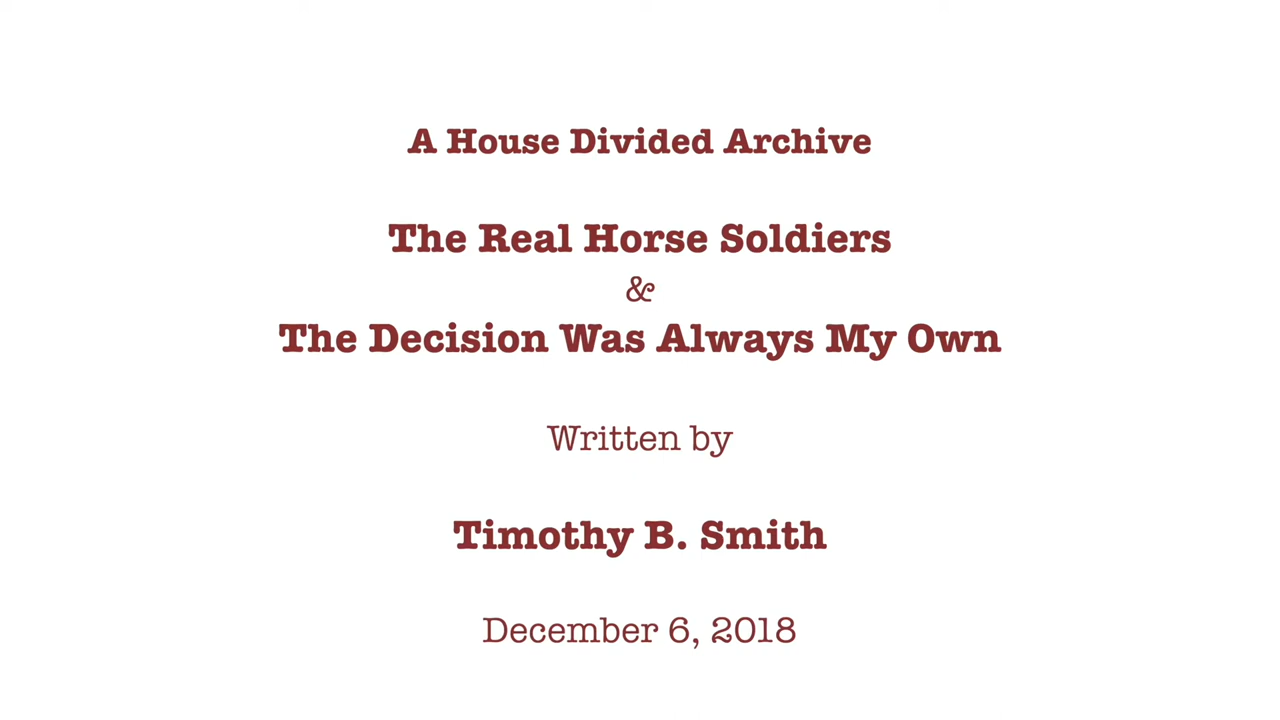 A House Divided Archive
The Real Horse Soldiers
&
The Decision Was Always My Own
Written by
Timothy B. Smith
December 6, 2018